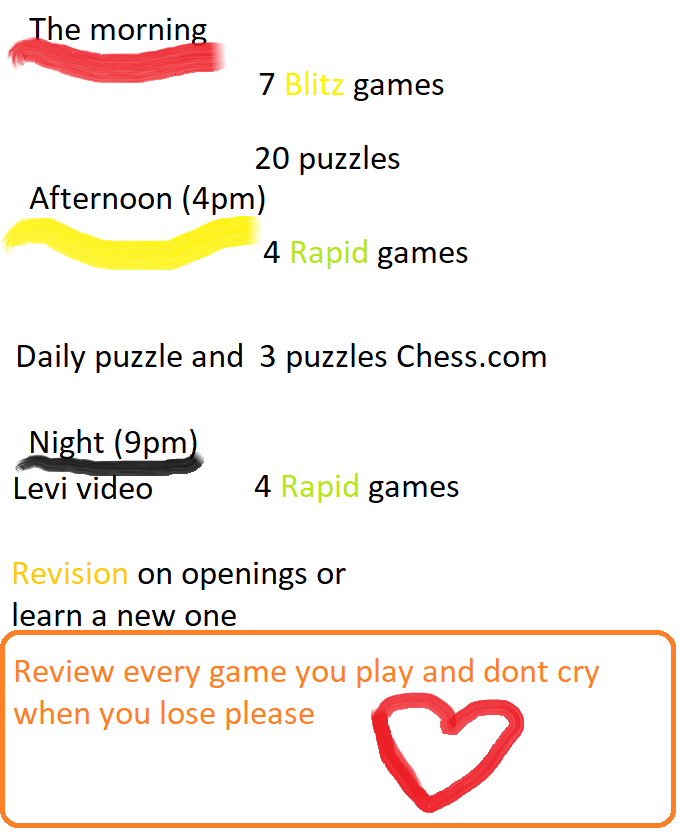 The morning
7 Blitz games
20 puzzles
Afternoon (4pm)
4 Rapid games
Daily puzzle and 3 puzzles Chess.com
Night (9pm)
Levi video 4 Rapid games
Revision on openings or
learn a new one
Review every game you play and dont cry
when you lose please